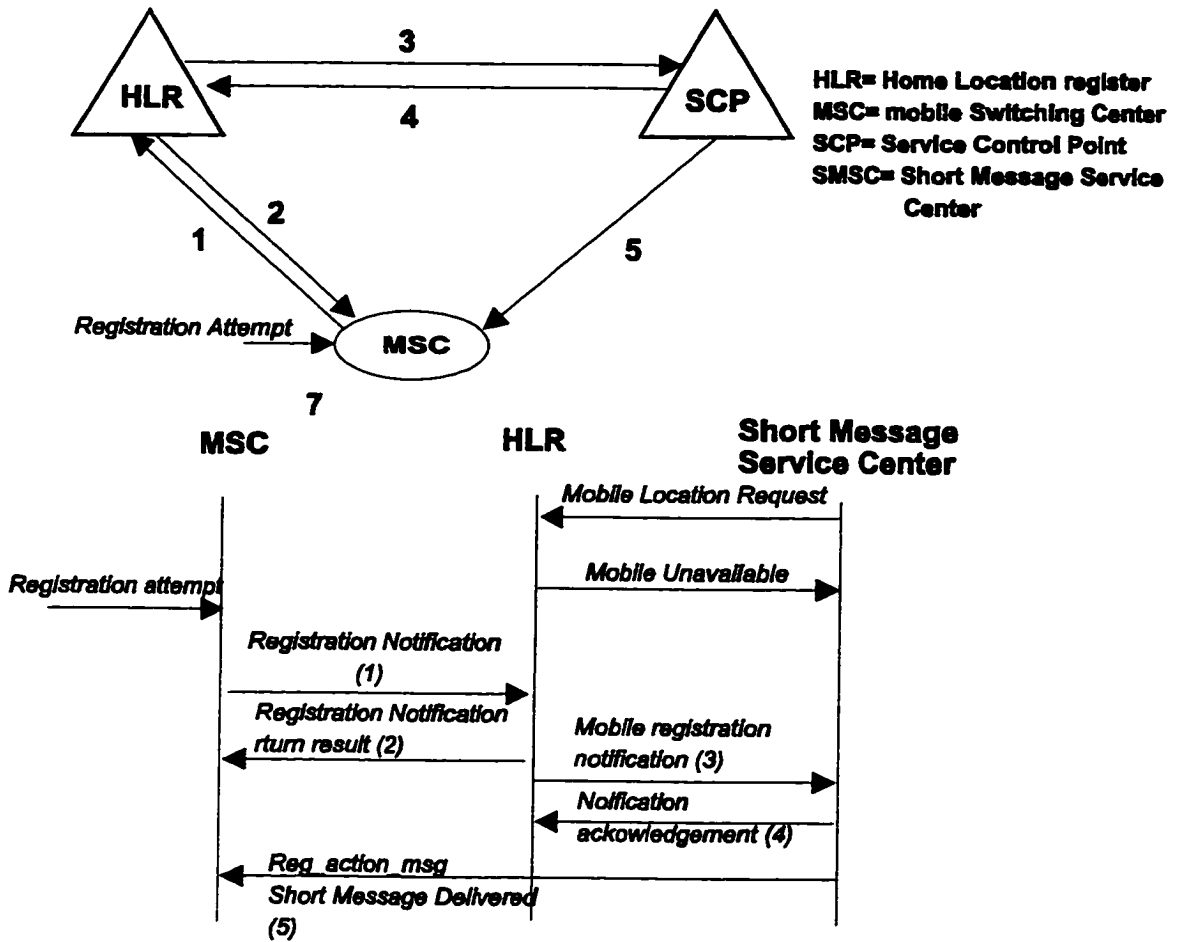 3
HLR
SCP
4
HLR= Home Location register
MSC= mobile Switching Center
SCP= Service Control Point
SMSC= Short Message Service
Center
2
1
5
Registration Attempt
MSC
7
MSC
HLR
Short Message
Service Center
Mobile Location Request
Mobile Unavailable
Registration attempt
Registration Notification
(1)
Registration Notification
rturn result (2)
Mobile registration
notification (3)
Noification
ackowledgement (4)
Reg_action_msg
Short Message Delivered
(5)